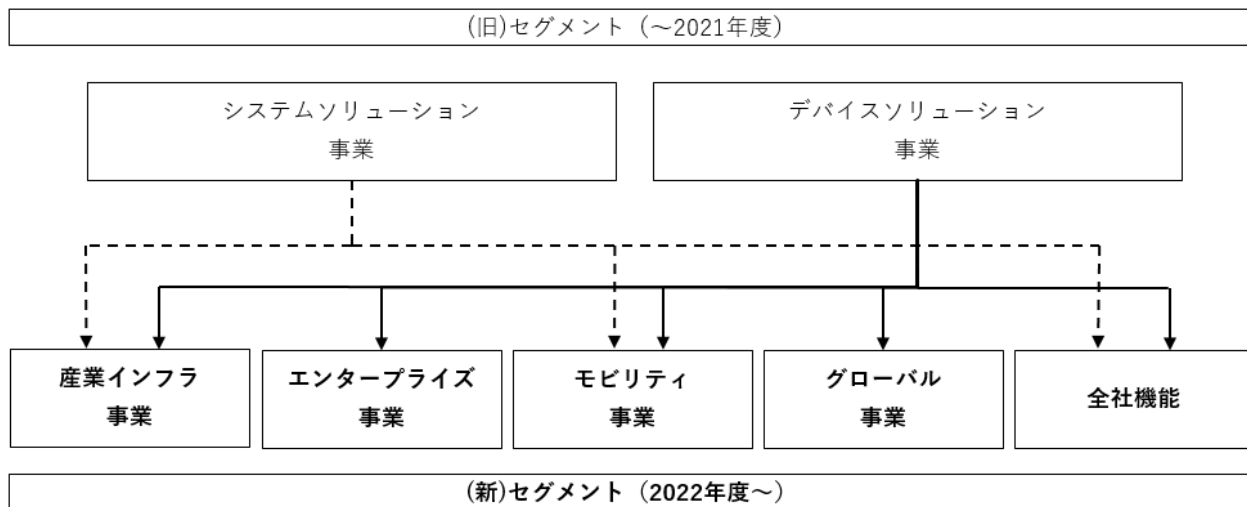 (旧)セグメント（～2021年度）
システムソリューション
事業
デバイスソリューション
事業
産業インフラ
事業
エンタープライズ
事業
モビリティ
事業
グローバル
事業
全社機能
(新)セグメント（2022年度～）